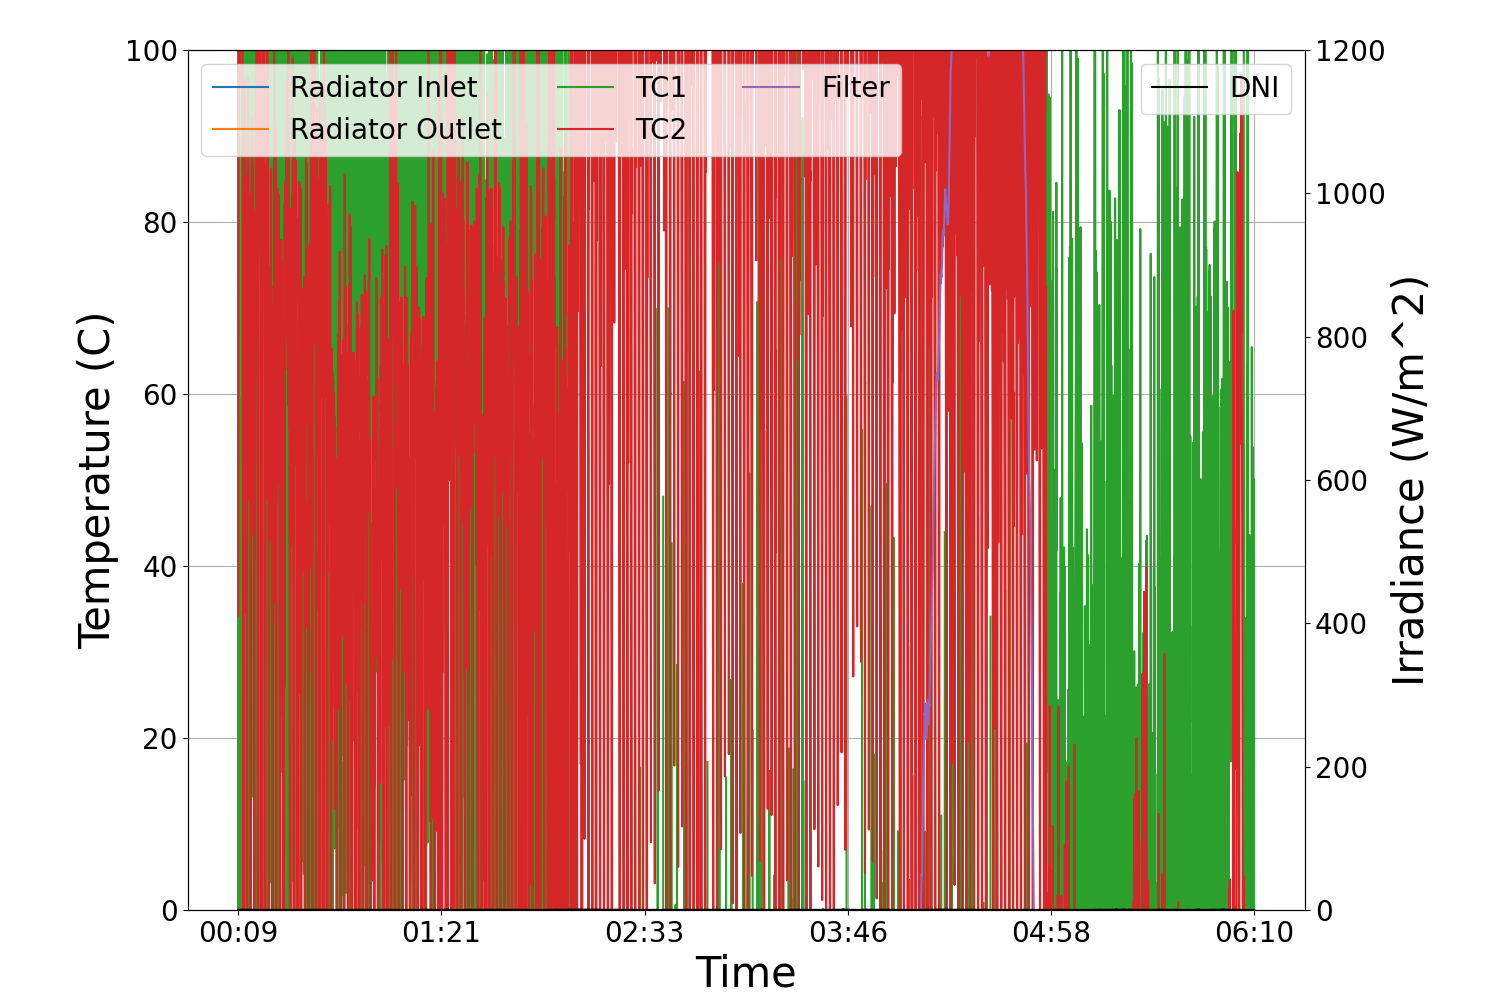 100
80
60
40
20
0
Temperature (C)
Radiator Inlet
Radiator Outlet
TC1
TC2
Filter
DNI
1200
1000
800
600
400
200
0
Irradiance (W/m^2)
00:09
01:21
02:33
03:46
04:58
06:10
Time